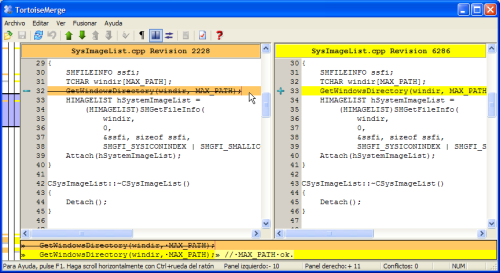 TortoiseMerge
Archivo Editar Ver Fusionar Ayuda
SysImageList.cpp Revision 2228
29 {
30 SHFILEINFO ssfi;
31 TCHAR windir[MAX_PATH];
32 GetWindowsDirectory(windir, MAX_PATH);
33 HIMAGELIST hSystemImageList =
34 (HIMAGELIST)SHGetFileInfo(
35 windir,
36 0,
37 &ssfi, sizeof ssfi,
38 SHGFI_SYSICONINDEX | SHGFI_SMALLIC
39 Attach(hSystemImageList);
40 }
41
42 CSysImageList::~CSysImageList()
43 {
44 Detach();
45 }
46
SysImageList.cpp Revision 6286
30 {
31 SHFILEINFO ssfi;
32 TCHAR windir[MAX_PATH];
33 GetWindowsDirectory(windir, MAX_PATH
34 HIMAGELIST hSystemImageList =
35 (HIMAGELIST)SHGetFileInfo(
36 windir,
37 0,
38 &ssfi, sizeof ssfi,
39 SHGFI_SYSICONINDEX | SHGFI_S
40 Attach(hSystemImageList);
41 }
42
43 CSysImageList::~CSysImageList()
44 {
45 Detach();
46 }
47
» GetWindowsDirectory(windir,·MAX_PATH);
» GetWindowsDirectory(windir,·MAX_PATH);» //·MAX_PATH·ok.
Para Ayuda, pulse F1. Haga scroll horizontalmente con Ctrl+rueda del ratón Panel izquierdo:- 10 Panel derecho:+ 11 Conflictos: 0 NUM